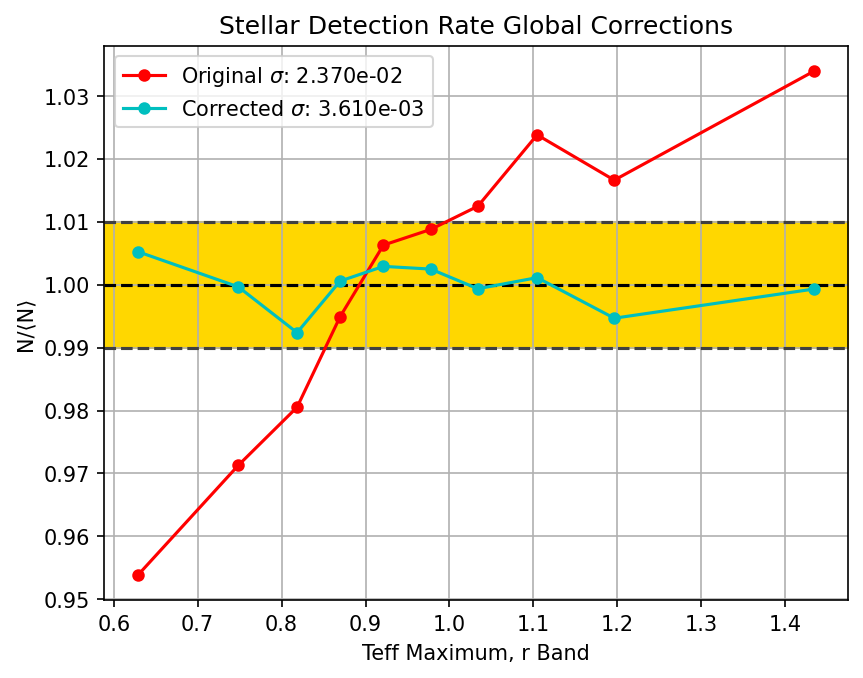 Stellar Detection Rate Global Corrections
Original σ: 2.370e-02
Corrected σ: 3.610e-03
N/⟨N⟩
1.03
1.02
1.01
1.00
0.99
0.98
0.97
0.96
0.95
0.6 0.7 0.8 0.9 1.0 1.1 1.2 1.3 1.4
Teff Maximum, r Band